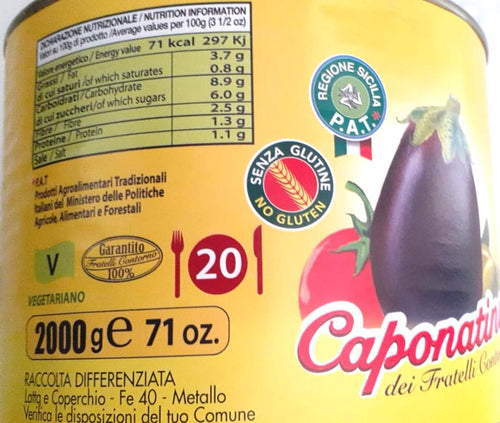 DICHIARAZIONE NUTRIZIONALE / NUTRITION INFORMATION
Valori su 100g di prodotto /Average values per 100g (3 1/2 oz)
Valore energetico / Energy value 71 kcal 297 Kj
Grassi / Fat 3.7 g
di cui saturi /of which saturates 0.8 g
Carboidrati / Carbohydrate 8.9 g
di cui zuccheri /of which sugars 6.0 g
Fibre / Fibre 2.5 g
Proteine / Protein 1.3 g
Sale / Salt 1.1 g
*P.A.T
Prodotti Agroalimentari Tradizionali
Italiani del Ministero delle Politiche
Agricole, Alimentari e Forestali
REGIONE SICILIA
P.A.T.*
SENZA GLUTINE
NO GLUTEN
V
VEGETARIANO
Garantito
Fratelli Contorno
100%
20
2000 g e 71 oz.
Caponatin
dei Fratelli Con
RACCOLTA DIFFERENZIATA
Latta e Coperchio - Fe 40 - Metallo
Verifica le disposizioni del tuo Comune